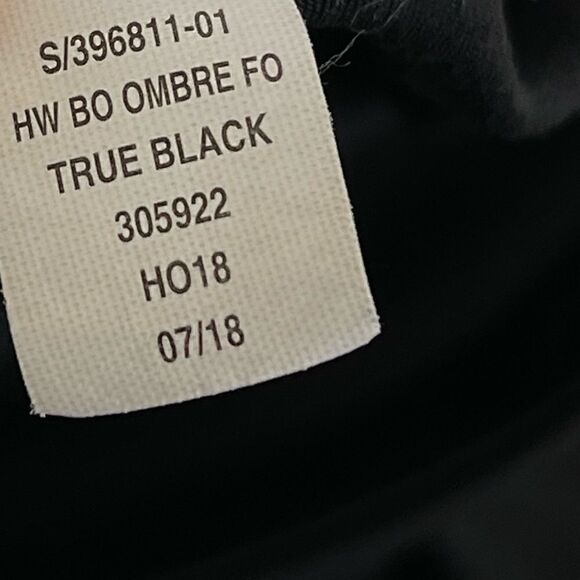 S/396811-01
HW BO OMBRE FO
TRUE BLACK
305922
HO18
07/18